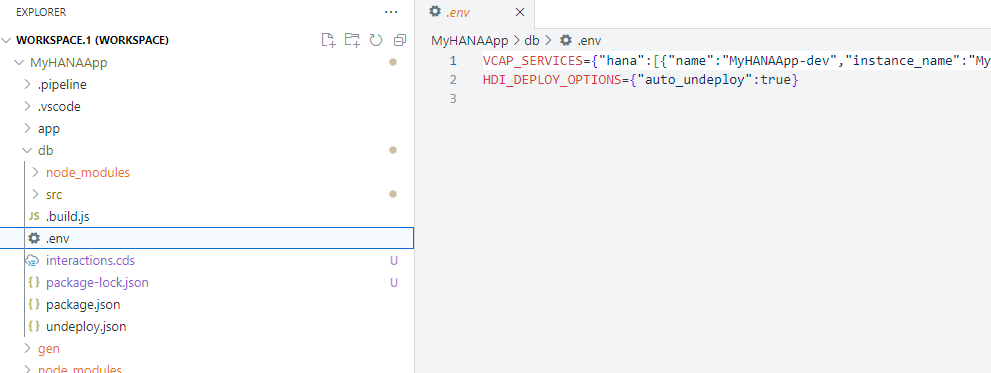 EXPLORER
WORKSPACE.1 (WORKSPACE)
MyHANAApp
.pipeline
.vscode
app
db
node_modules
src
JS .build.js
.env
interactions.cds U
{} package-lock.json U
{} package.json
{} undeploy.json
gen
node_modules
.env
MyHANAApp > db > .env
1 VCAP_SERVICES={"hana":[{"name":"MyHANAApp-dev","instance_name":"My
2 HDI_DEPLOY_OPTIONS={"auto_undeploy":true}
3